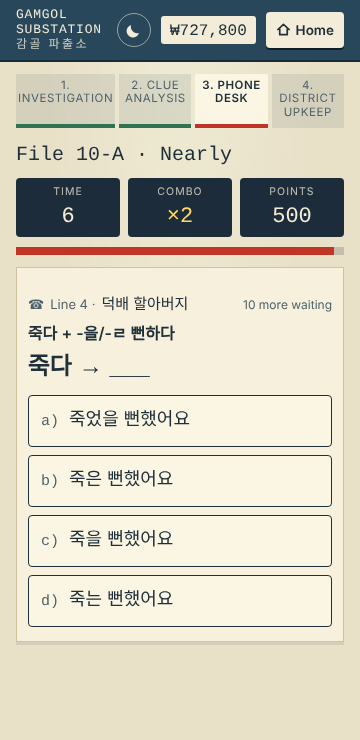 GAMGOL
SUBSTATION
감골 파출소
₩727,800
Home
1.
INVESTIGATION
2. CLUE
ANALYSIS
3. PHONE
DESK
4.
DISTRICT
UPKEEP
File 10-A · Nearly
TIME
6
COMBO
×2
POINTS
500
☎ Line 4 · 덕배 할아버지
10 more waiting
죽다 + -을/-ㄹ 뻔하다
죽다 → ___
a) 죽었을 뻔했어요
b) 죽은 뻔했어요
c) 죽을 뻔했어요
d) 죽는 뻔했어요